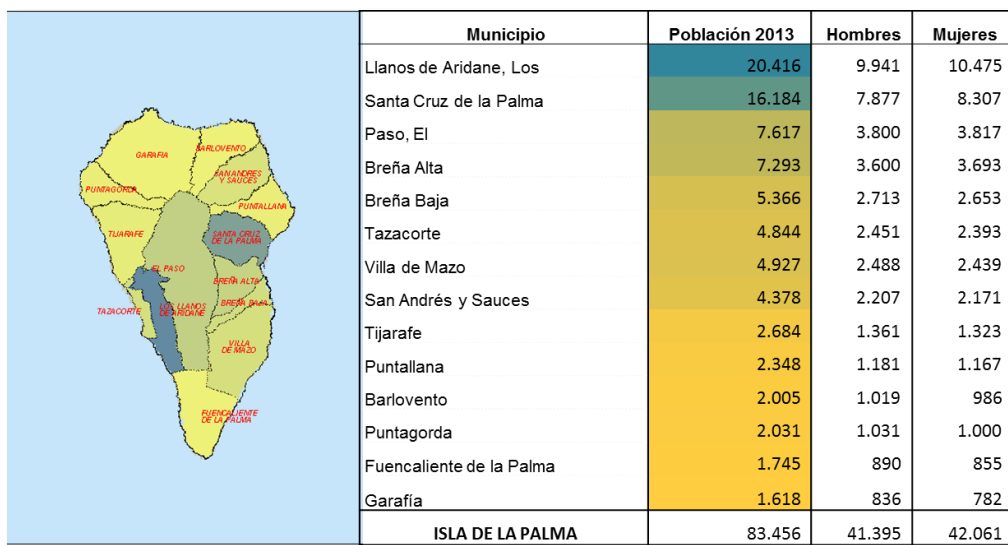 GARAFIA
BARLOVENTO
SAN ANDRES
Y SAUCES
PUNTAGORDA
PUNTALLANA
TIJARAFE
SANTA CRUZ
DE LA PALMA
EL PASO
BREÑA ALTA
BREÑA BAJA
TAZACORTE
LOS LLANOS
DE ARIDANE
VILLA
DE MAZO
FUENCALIENTE
DE LA PALMA
Municipio Población 2013 Hombres Mujeres
Llanos de Aridane, Los 20.416 9.941 10.475
Santa Cruz de la Palma 16.184 7.877 8.307
Paso, El 7.617 3.800 3.817
Breña Alta 7.293 3.600 3.693
Breña Baja 5.366 2.713 2.653
Tazacorte 4.844 2.451 2.393
Villa de Mazo 4.927 2.488 2.439
San Andrés y Sauces 4.378 2.207 2.171
Tijarafe 2.684 1.361 1.323
Puntallana 2.348 1.181 1.167
Barlovento 2.005 1.019 986
Puntagorda 2.031 1.031 1.000
Fuencaliente de la Palma 1.745 890 855
Garafía 1.618 836 782
ISLA DE LA PALMA 83.456 41.395 42.061